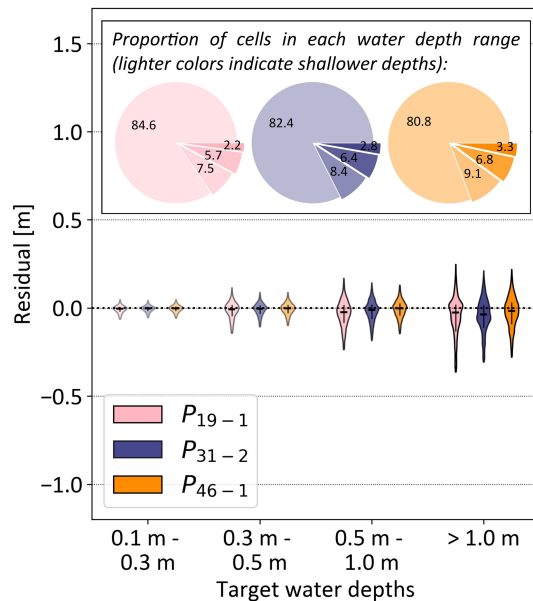 Proportion of cells in each water depth range
(lighter colors indicate shallower depths):
84.6
2.2
5.7
7.5
82.4
2.8
6.4
8.4
80.8
3.3
6.8
9.1
Residual [m]
1.5
1.0
0.5
0.0
−0.5
−1.0
P19−1
P31−2
P46−1
0.1 m - 0.3 m
0.3 m - 0.5 m
0.5 m - 1.0 m
> 1.0 m
Target water depths